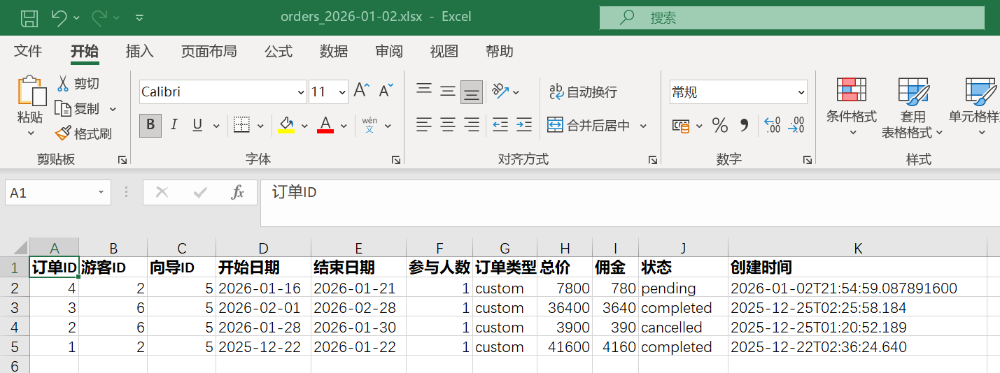 orders_2026-01-02.xlsx - Excel
搜索
文件 开始 插入 页面布局 公式 数据 审阅 视图 帮助
粘贴
剪切
复制
格式刷
剪贴板
Calibri 11
B I U A wén 文
字体
ab c 自动换行
合并后居中
对齐方式
常规
% .00
数字
条件格式
套用
表格格式
单元格样
样式
A1 fx 订单ID
A B C D E F G H I J K
1 订单ID 游客ID 向导ID 开始日期 结束日期 参与人数 订单类型 总价 佣金 状态 创建时间
2 4 2 5 2026-01-16 2026-01-21 1 custom 7800 780 pending 2026-01-02T21:54:59.087891600
3 3 6 5 2026-02-01 2026-02-28 1 custom 36400 3640 completed 2025-12-25T02:25:58.184
4 2 6 5 2026-01-28 2026-01-30 1 custom 3900 390 cancelled 2025-12-25T01:20:52.189
5 1 2 5 2025-12-22 2026-01-22 1 custom 41600 4160 completed 2025-12-22T02:36:24.640
6